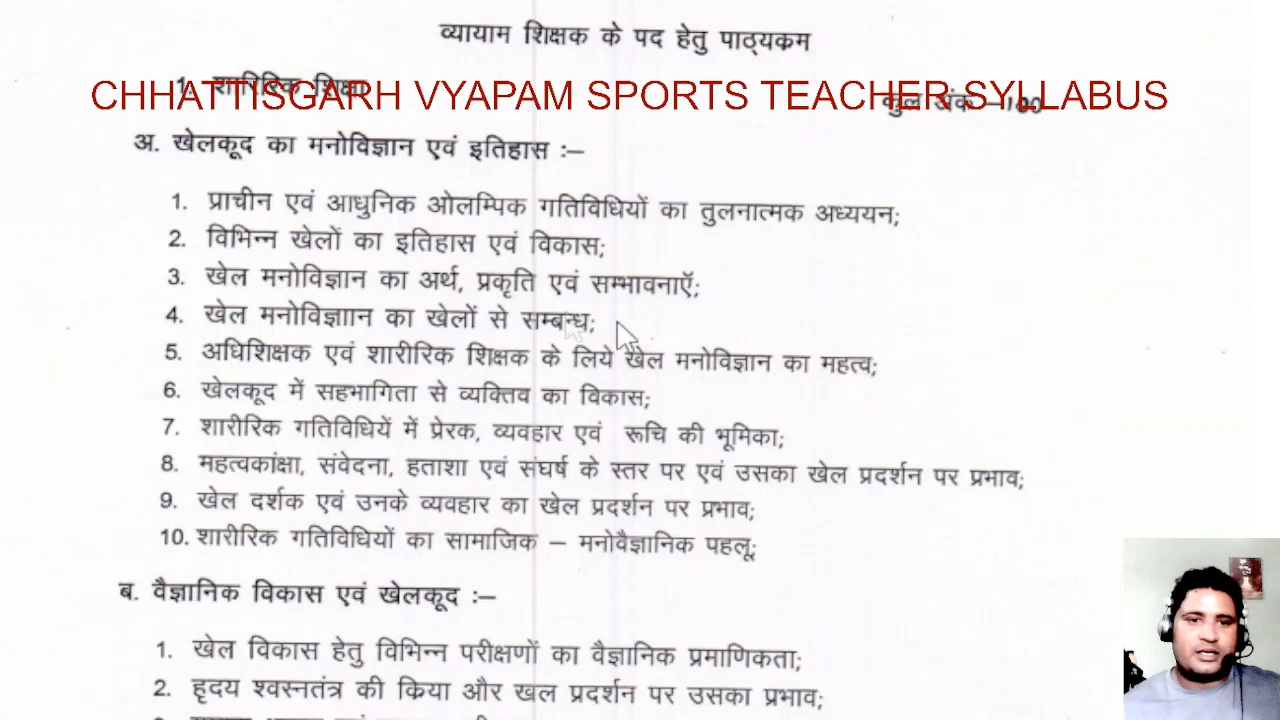 व्यायाम शिक्षक के पद हेतु पाठ्यक्रम
1. शारिरिक शिक्षा
CHHATTISGARH VYAPAM SPORTS TEACHER SYLLABUS
कुल अंक –100
अ. खेलकूद का मनोविज्ञान एवं इतिहास :–
1. प्राचीन एवं आधुनिक ओलम्पिक गतिविधियों का तुलनात्मक अध्ययन;
2. विभिन्न खेलों का इतिहास एवं विकास;
3. खेल मनोविज्ञान का अर्थ, प्रकृति एवं सम्भावनाऍ;
4. खेल मनोविज्ञाान का खेलों से सम्बन्ध;
5. अधिशिक्षक एवं शारीरिक शिक्षक के लिये खेल मनोविज्ञान का महत्व;
6. खेलकूद में सहभागिता से व्यक्तिव का विकास;
7. शारीरिक गतिविधियें में प्रेरक, व्यवहार एवं रूचि की भूमिका;
8. महत्वकांक्षा, संवेदना, हताशा एवं संघर्ष के स्तर पर एवं उसका खेल प्रदर्शन पर प्रभाव;
9. खेल दर्शक एवं उनके व्यवहार का खेल प्रदर्शन पर प्रभाव;
10. शारीरिक गतिविधियों का सामाजिक – मनोवैज्ञानिक पहलू;
ब. वैज्ञानिक विकास एवं खेलकूद :–
1. खेल विकास हेतु विभिन्न परीक्षणों का वैज्ञानिक प्रमाणिकता;
2. हृदय श्वस्नतंत्र की क्रिया और खल प्रदर्शन पर उसका प्रभाव;